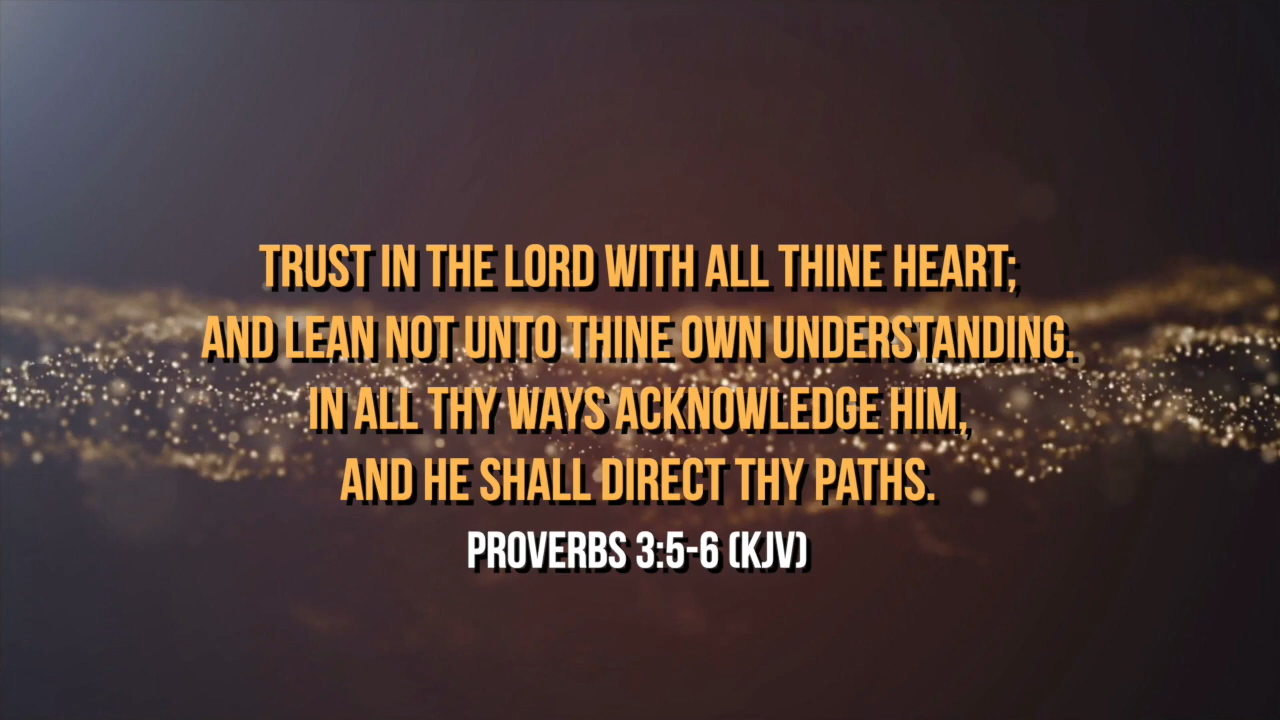 TRUST IN THE LORD WITH ALL THINE HEART;
AND LEAN NOT UNTO THINE OWN UNDERSTANDING.
IN ALL THY WAYS ACKNOWLEDGE HIM,
AND HE SHALL DIRECT THY PATHS.
PROVERBS 3:5-6 (KJV)